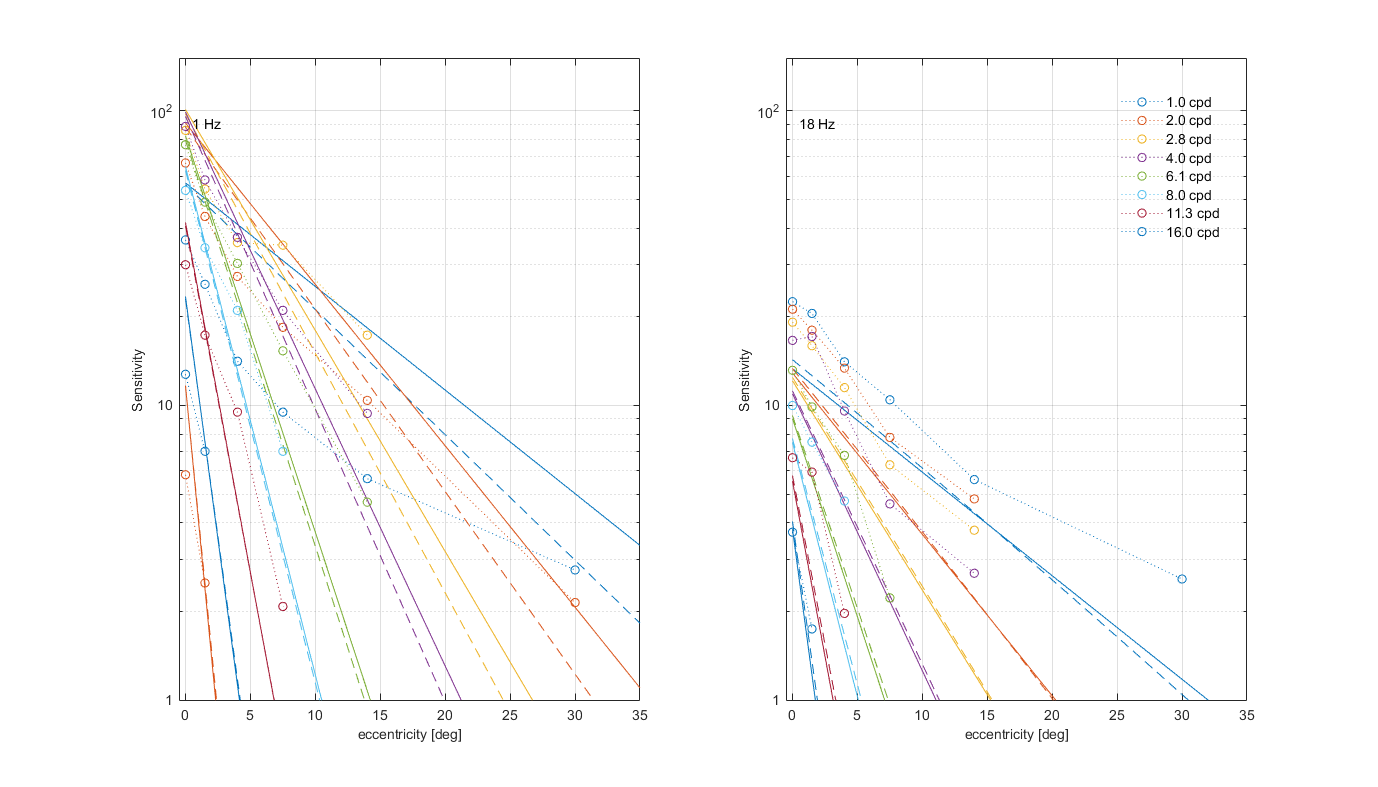 10²
10
1
Sensitivity
1 Hz
0 5 10 15 20 25 30 35
eccentricity [deg]
10²
10
1
Sensitivity
18 Hz
1.0 cpd
2.0 cpd
2.8 cpd
4.0 cpd
6.1 cpd
8.0 cpd
11.3 cpd
16.0 cpd
0 5 10 15 20 25 30 35
eccentricity [deg]